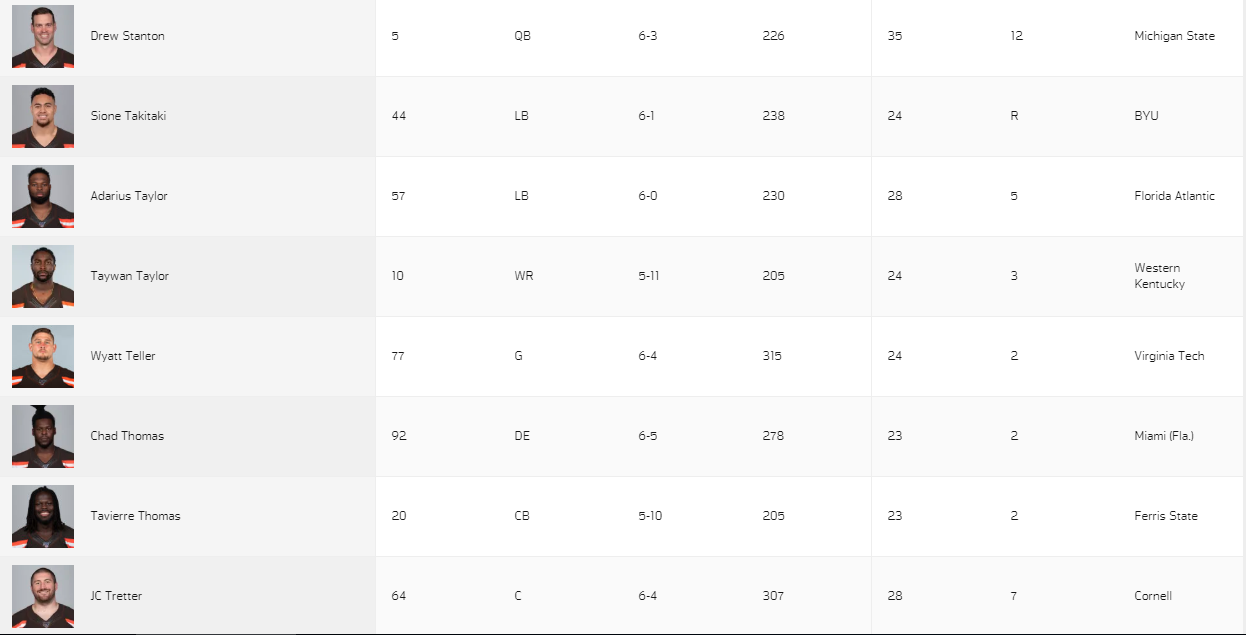 Drew Stanton 5 QB 6-3 226 35 12 Michigan State
Sione Takitaki 44 LB 6-1 238 24 R BYU
Adarius Taylor 57 LB 6-0 230 28 5 Florida Atlantic
Taywan Taylor 10 WR 5-11 205 24 3 Western
Kentucky
Wyatt Teller 77 G 6-4 315 24 2 Virginia Tech
Chad Thomas 92 DE 6-5 278 23 2 Miami (Fla.)
Tavierre Thomas 20 CB 5-10 205 23 2 Ferris State
JC Tretter 64 C 6-4 307 28 7 Cornell